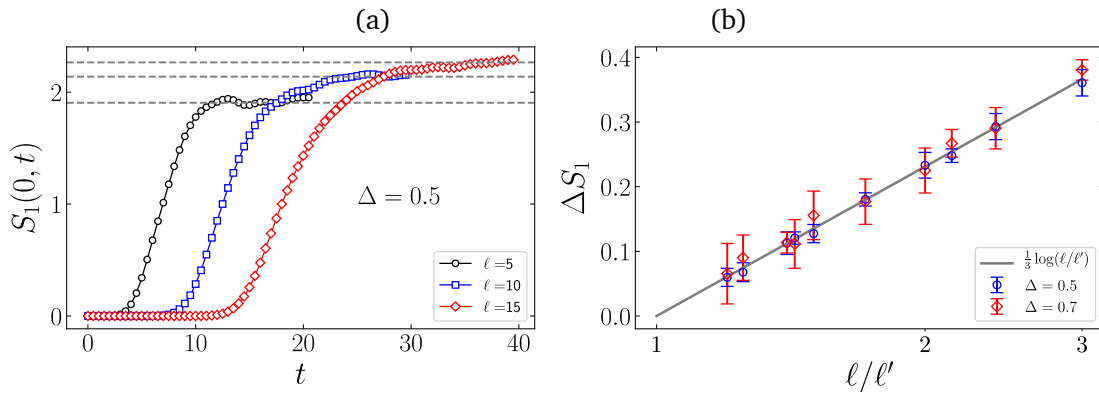 (a)
S₁(0, t)
2
1
0
0
10
20
30
40
t
Δ = 0.5
ℓ =5
ℓ =10
ℓ =15
(b)
ΔS₁
0.4
0.3
0.2
0.1
0.0
1
2
3
ℓ/ℓ′
1/3 log(ℓ/ℓ′)
Δ = 0.5
Δ = 0.7